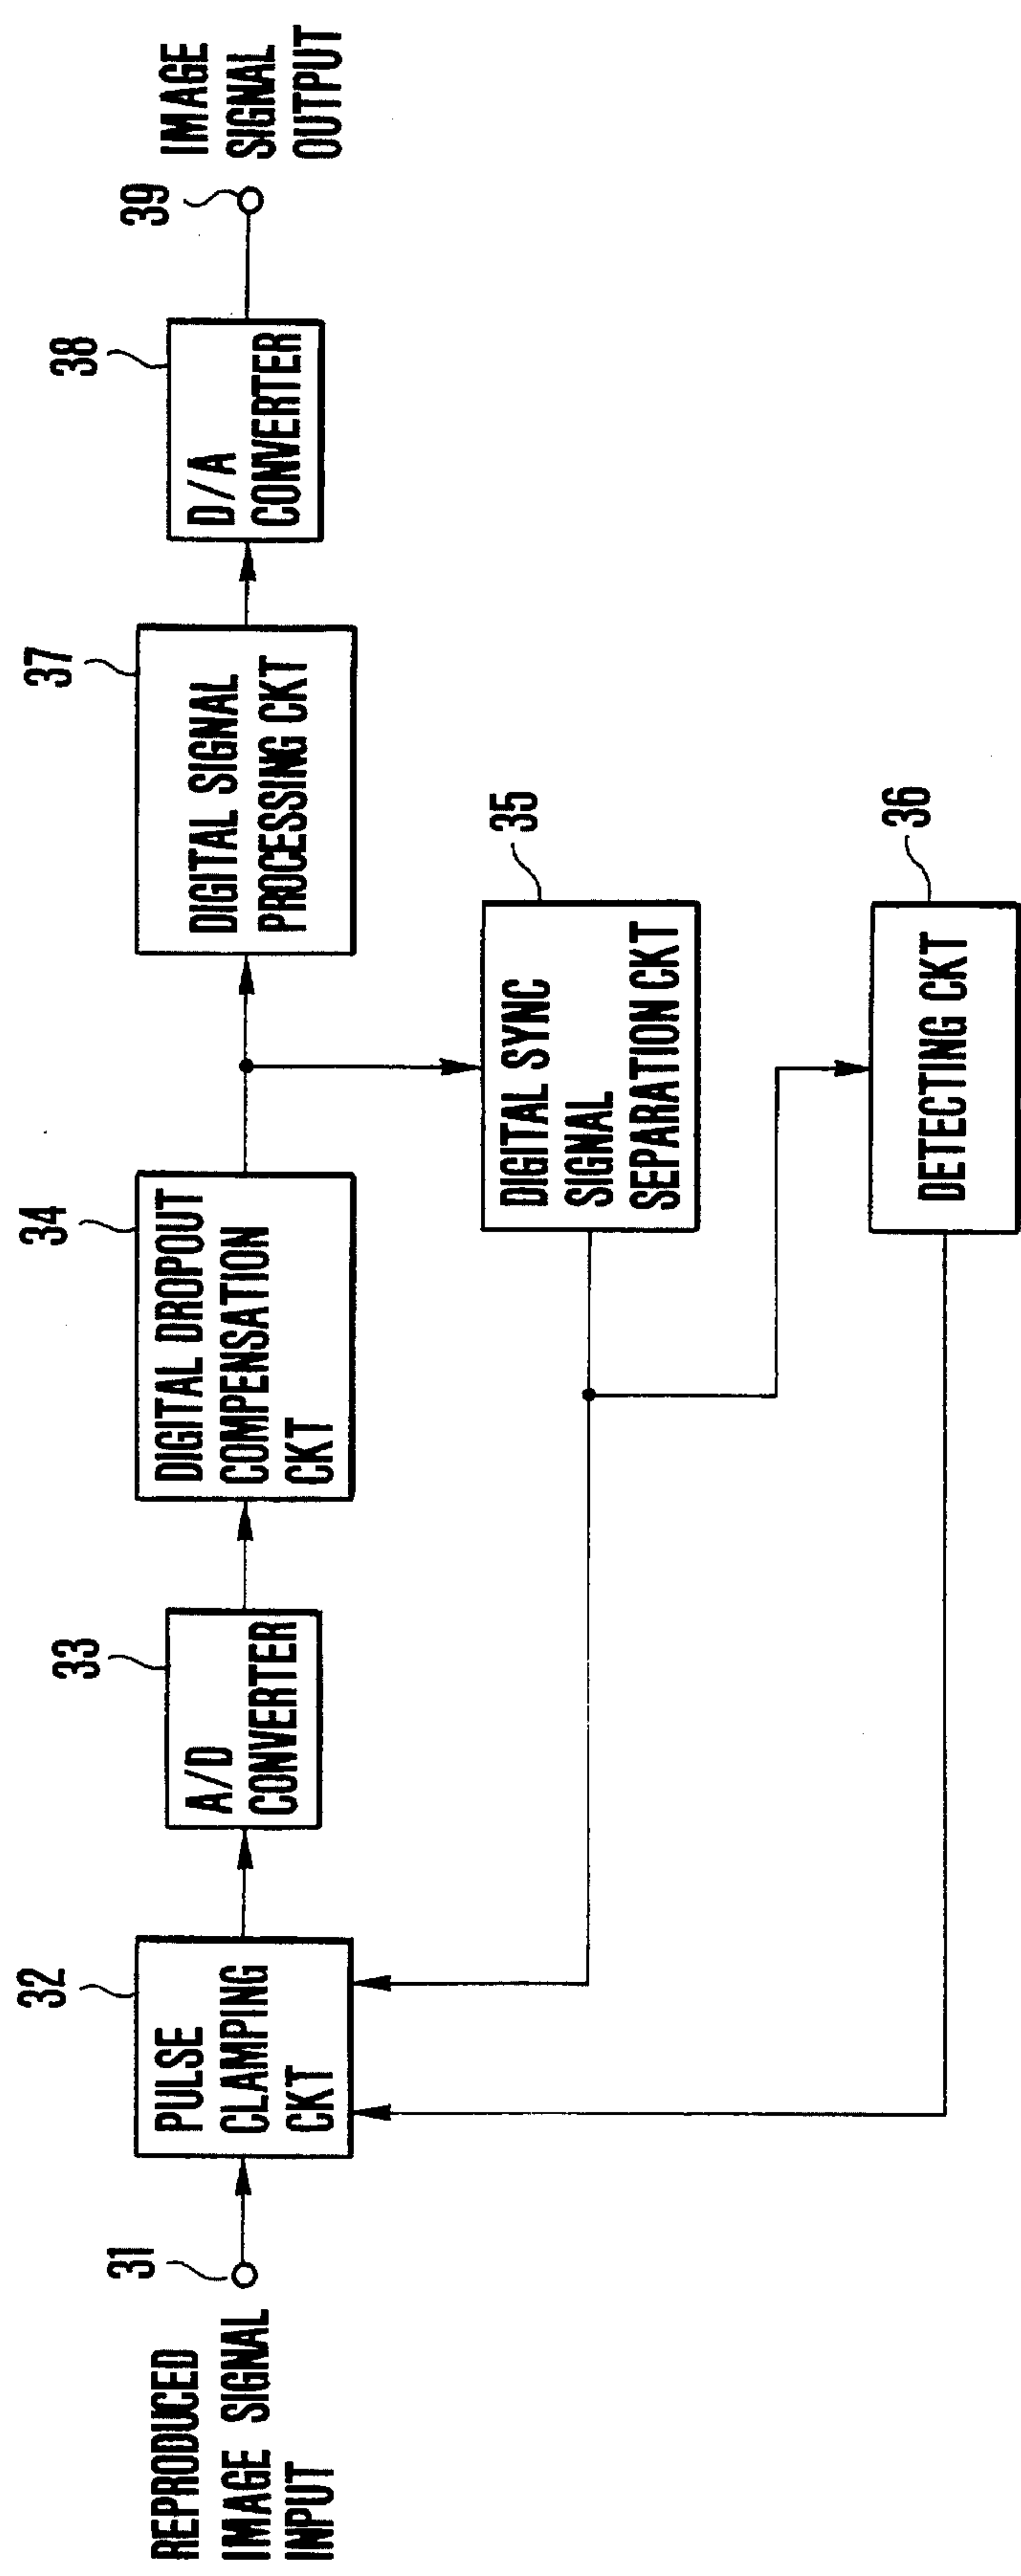 REPRODUCED
IMAGE SIGNAL
INPUT
31
32
PULSE
CLAMPING
CKT
33
A/D
CONVERTER
34
DIGITAL DROPOUT
COMPENSATION
CKT
37
DIGITAL SIGNAL
PROCESSING CKT
38
D/A
CONVERTER
39
IMAGE
SIGNAL
OUTPUT
35
DIGITAL SYNC
SIGNAL
SEPARATION CKT
36
DETECTING CKT